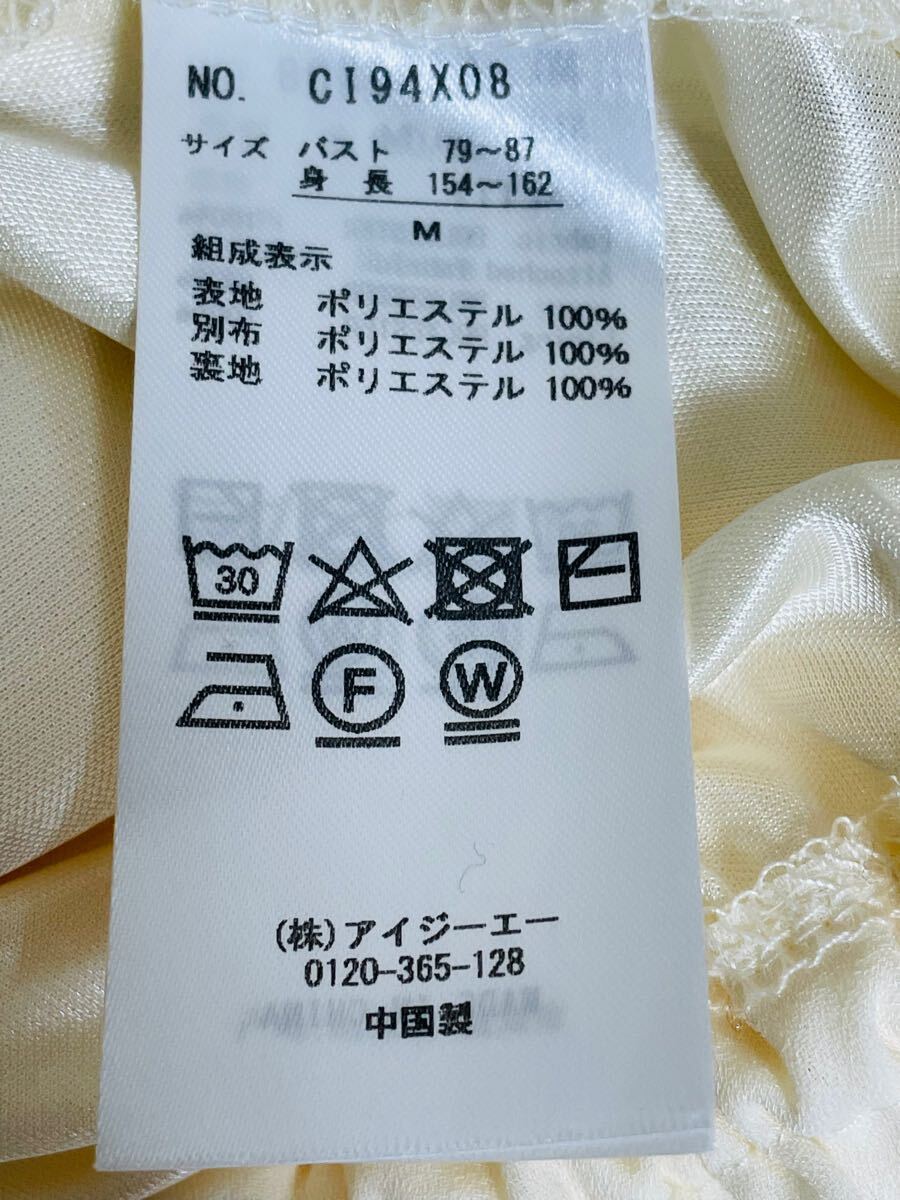 NO. CI94X08
サイズ バスト 79～87
身長 154～162
M
組成表示
表地 ポリエステル 100%
別布 ポリエステル 100%
裏地 ポリエステル 100%
30
F W
(株)アイジーエー
0120-365-128
中国製